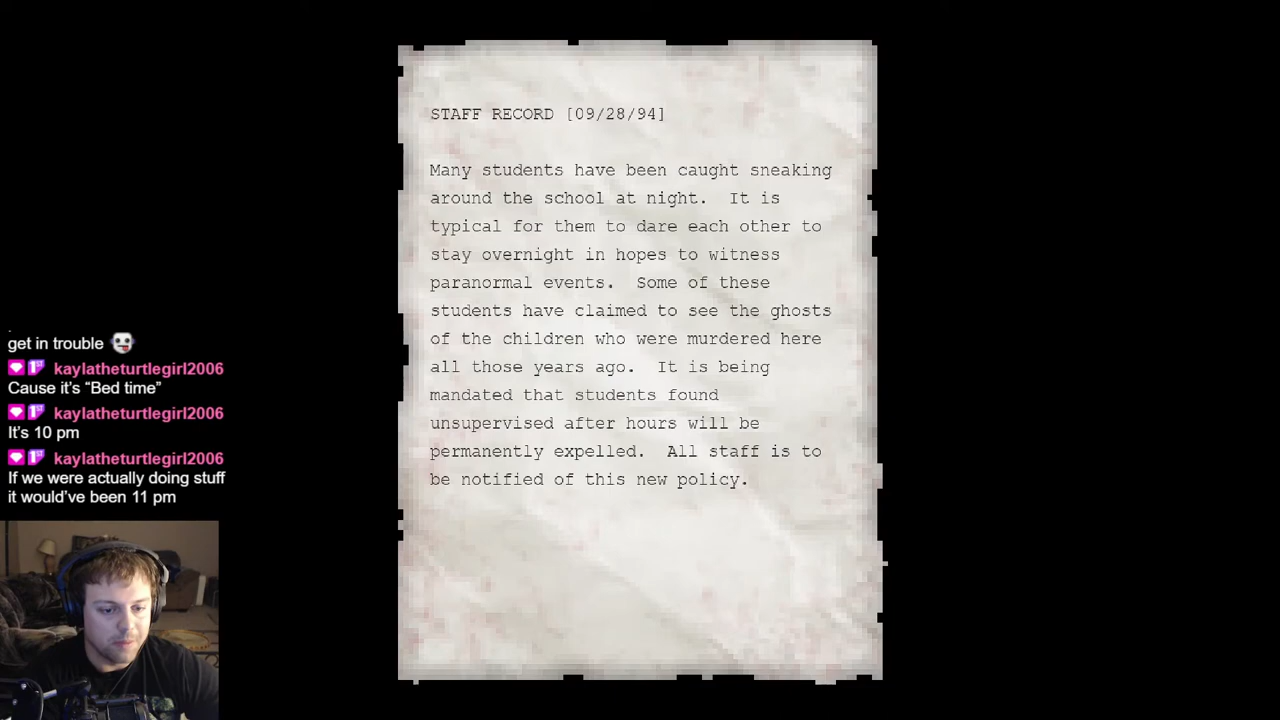 STAFF RECORD [09/28/94]
Many students have been caught sneaking
around the school at night.  It is
typical for them to dare each other to
stay overnight in hopes to witness
paranormal events.  Some of these
students have claimed to see the ghosts
of the children who were murdered here
all those years ago.  It is being
mandated that students found
unsupervised after hours will be
permanently expelled.  All staff is to
be notified of this new policy.
get in trouble
kaylatheturtlegirl2006
Cause it's “Bed time”
kaylatheturtlegirl2006
It's 10 pm
kaylatheturtlegirl2006
If we were actually doing stuff
it would've been 11 pm